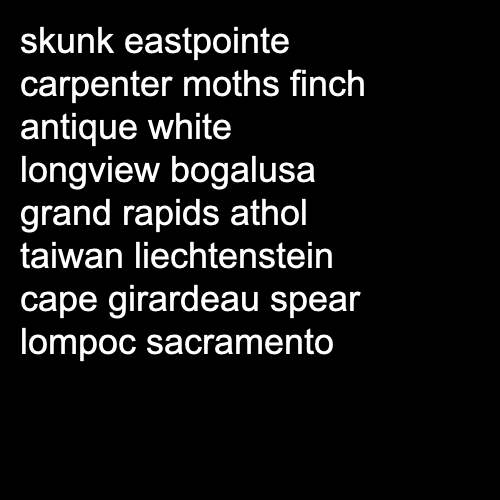 skunk eastpointe
carpenter moths finch
antique white
longview bogalusa
grand rapids athol
taiwan liechtenstein
cape girardeau spear
lompoc sacramento